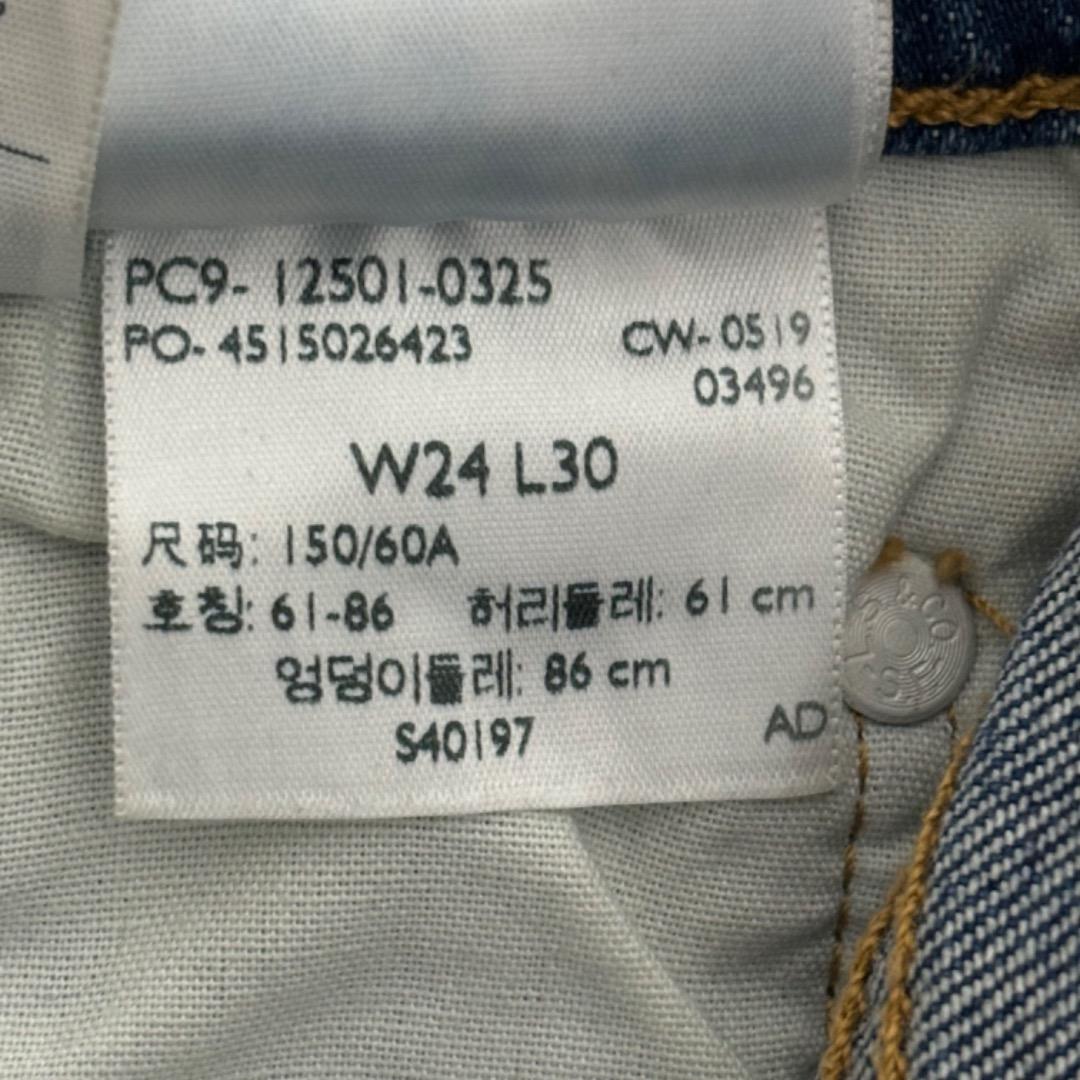 PC9- 12501-0325
PO- 4515026423 CW- 0519
03496
W24 L30
尺码: 150/60A
호칭: 61-86 허리둘레: 61 cm
엉덩이둘레: 86 cm
S40197 AD